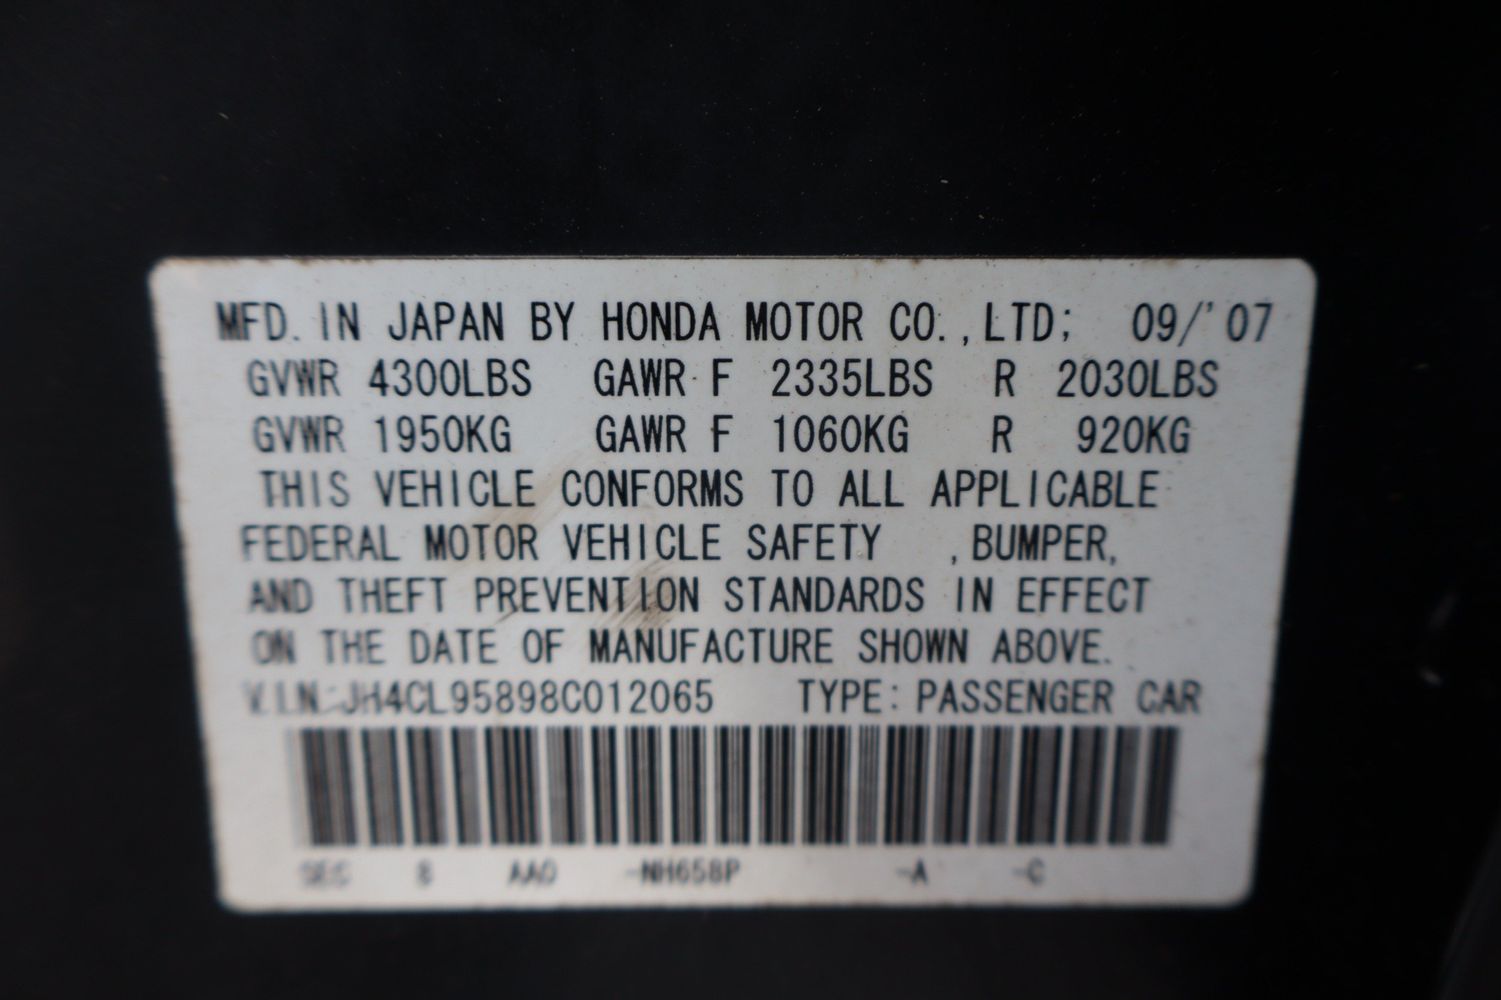 MFD. IN JAPAN BY HONDA MOTOR CO.,LTD; 09/'07
GVWR 4300LBS GAWR F 2335LBS R 2030LBS
GVWR 1950KG GAWR F 1060KG R 920KG
THIS VEHICLE CONFORMS TO ALL APPLICABLE
FEDERAL MOTOR VEHICLE SAFETY ,BUMPER,
AND THEFT PREVENTION STANDARDS IN EFFECT
ON THE DATE OF MANUFACTURE SHOWN ABOVE.
V.I.N:JH4CL95898C012065 TYPE: PASSENGER CAR
8 AAO -NH658P -A -C